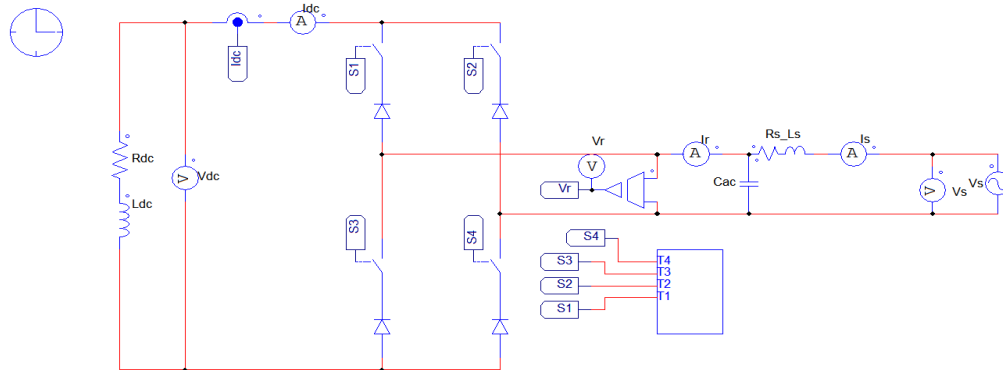 Idc
A
Idc
S1
S2
Rdc
V
Vdc
Ldc
Vr
V
Vr
Ir
A
Rs_Ls
Is
A
Cac
V
Vs
Vs
S3
S4
S4
S3
S2
S1
T4
T3
T2
T1